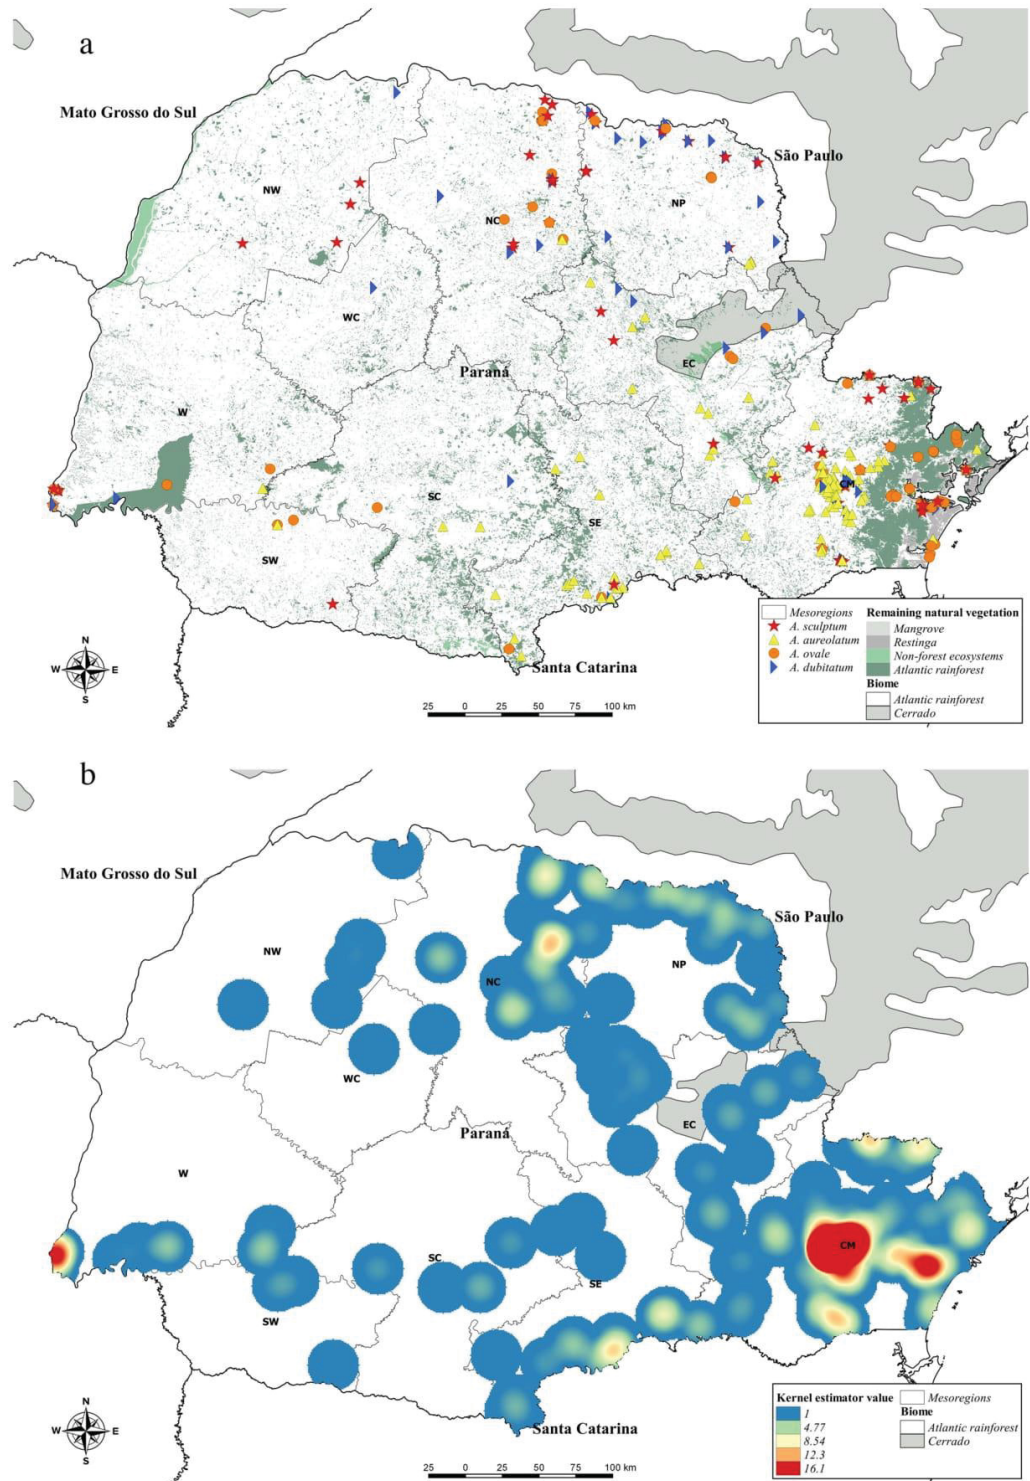 a
Mato Grosso do Sul
São Paulo
NW
NP
NC
WC
EC
Paraná
W
SC
CM
SE
SW
N
W E
S
Santa Catarina
25 0 25 50 75 100 km
Mesoregions
A. sculptum
A. aureolatum
A. ovale
A. dubitatum
Remaining natural vegetation
Mangrove
Restinga
Non-forest ecosystems
Atlantic rainforest
Biome
Atlantic rainforest
Cerrado
b
Mato Grosso do Sul
São Paulo
NW
NP
NC
WC
EC
Paraná
W
CM
SC
SE
SW
N
W E
S
Santa Catarina
25 0 25 50 75 100 km
Kernel estimator value
1
4.77
8.54
12.3
16.1
Mesoregions
Biome
Atlantic rainforest
Cerrado